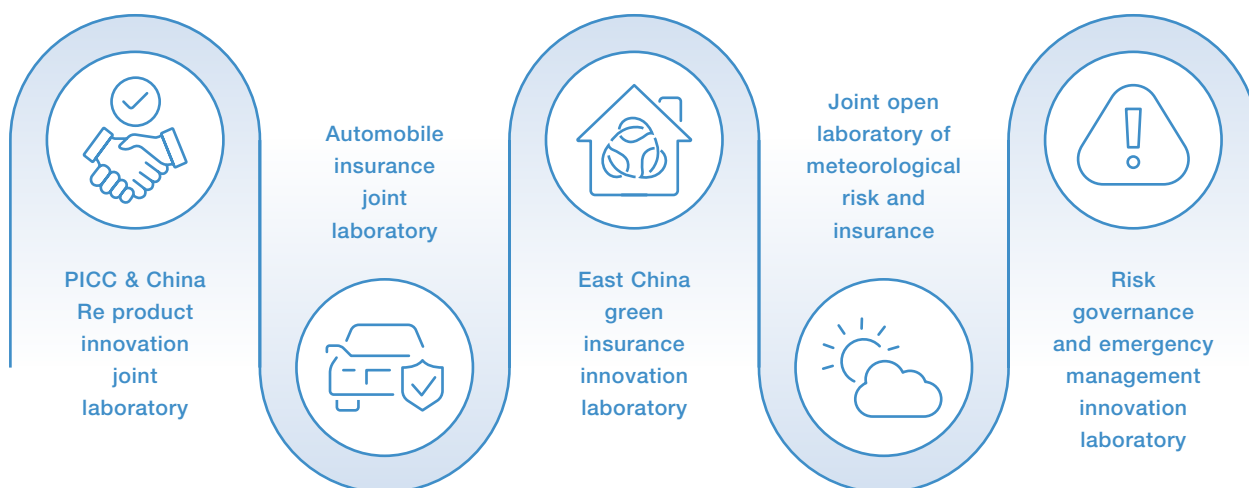 PICC & China
Re product
innovation
joint
laboratory
Automobile
insurance
joint
laboratory
East China
green
insurance
innovation
laboratory
Joint open
laboratory of
meteorological
risk and
insurance
Risk
governance
and emergency
management
innovation
laboratory